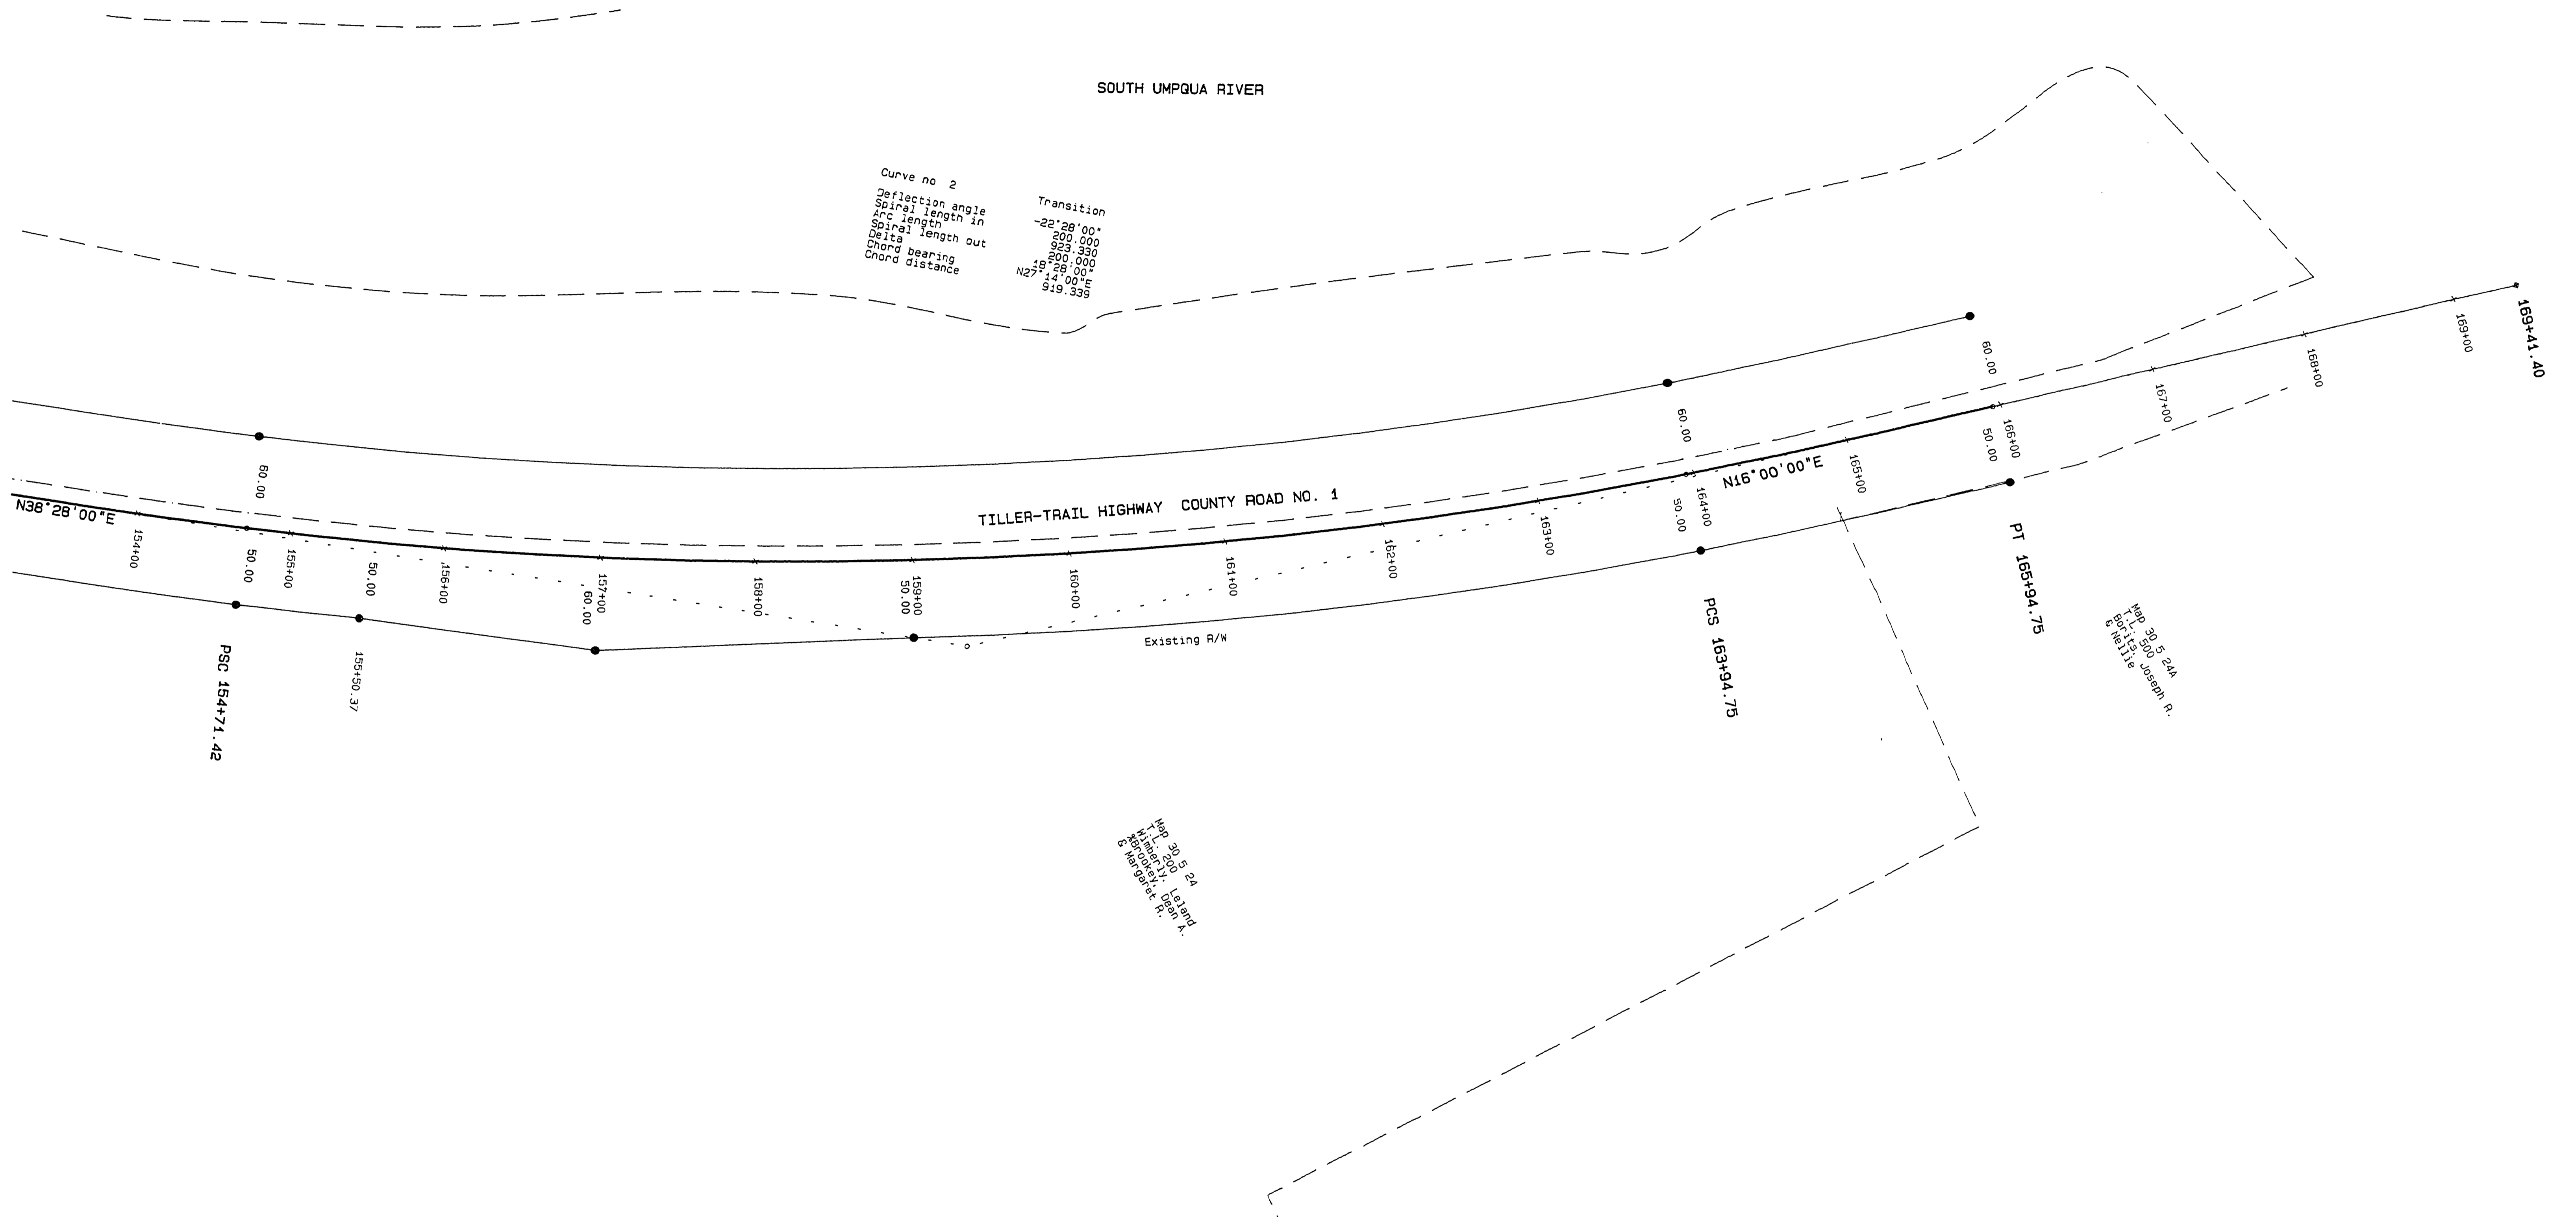 SOUTH UMPQUA RIVER
Curve no 2
Transition
Deflection angle -22°28'00"
Spiral length in 200.000
Arc length 923.330
Spiral length out 200.000
Delta 18°28'00"
Chord bearing N27°14'00"E
Chord distance 919.339
60.00
60.00
60.00
169+41.40
169+00
168+00
167+00
166+00
50.00
165+00
N16°00'00"E
164+00
50.00
163+00
162+00
161+00
160+00
159+00
50.00
158+00
157+00
60.00
156+00
50.00
155+00
50.00
154+00
N38°28'00"E
TILLER-TRAIL HIGHWAY COUNTY ROAD NO. 1
Existing R/W
PSC 154+71.42
155+50.37
PCS 163+94.75
PT 165+94.75
Map 30 5 24A
T.L. 500
Borits, Joseph R.
& Nellie
Map 30 5 24
T.L. 200
Wimberly, Leland
%Brookey, Dean A.
& Margaret R.